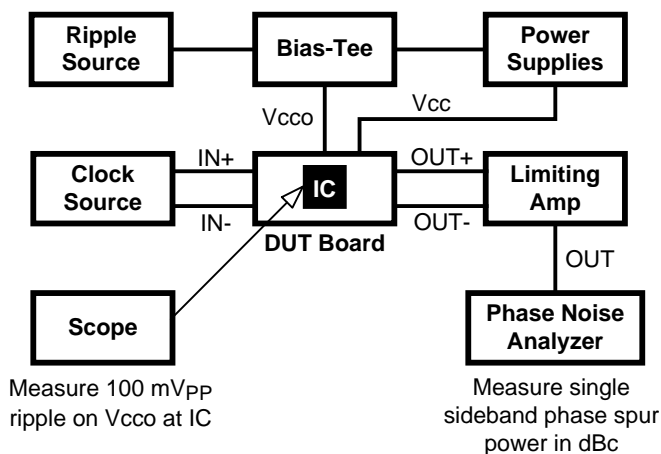 Ripple
Source
Bias-Tee
Power
Supplies
Vcco
Vcc
Clock
Source
IN+
IN-
IC
DUT Board
OUT+
OUT-
Limiting
Amp
OUT
Scope
Phase Noise
Analyzer
Measure 100 mVPP
ripple on Vcco at IC
Measure single
sideband phase spur
power in dBc